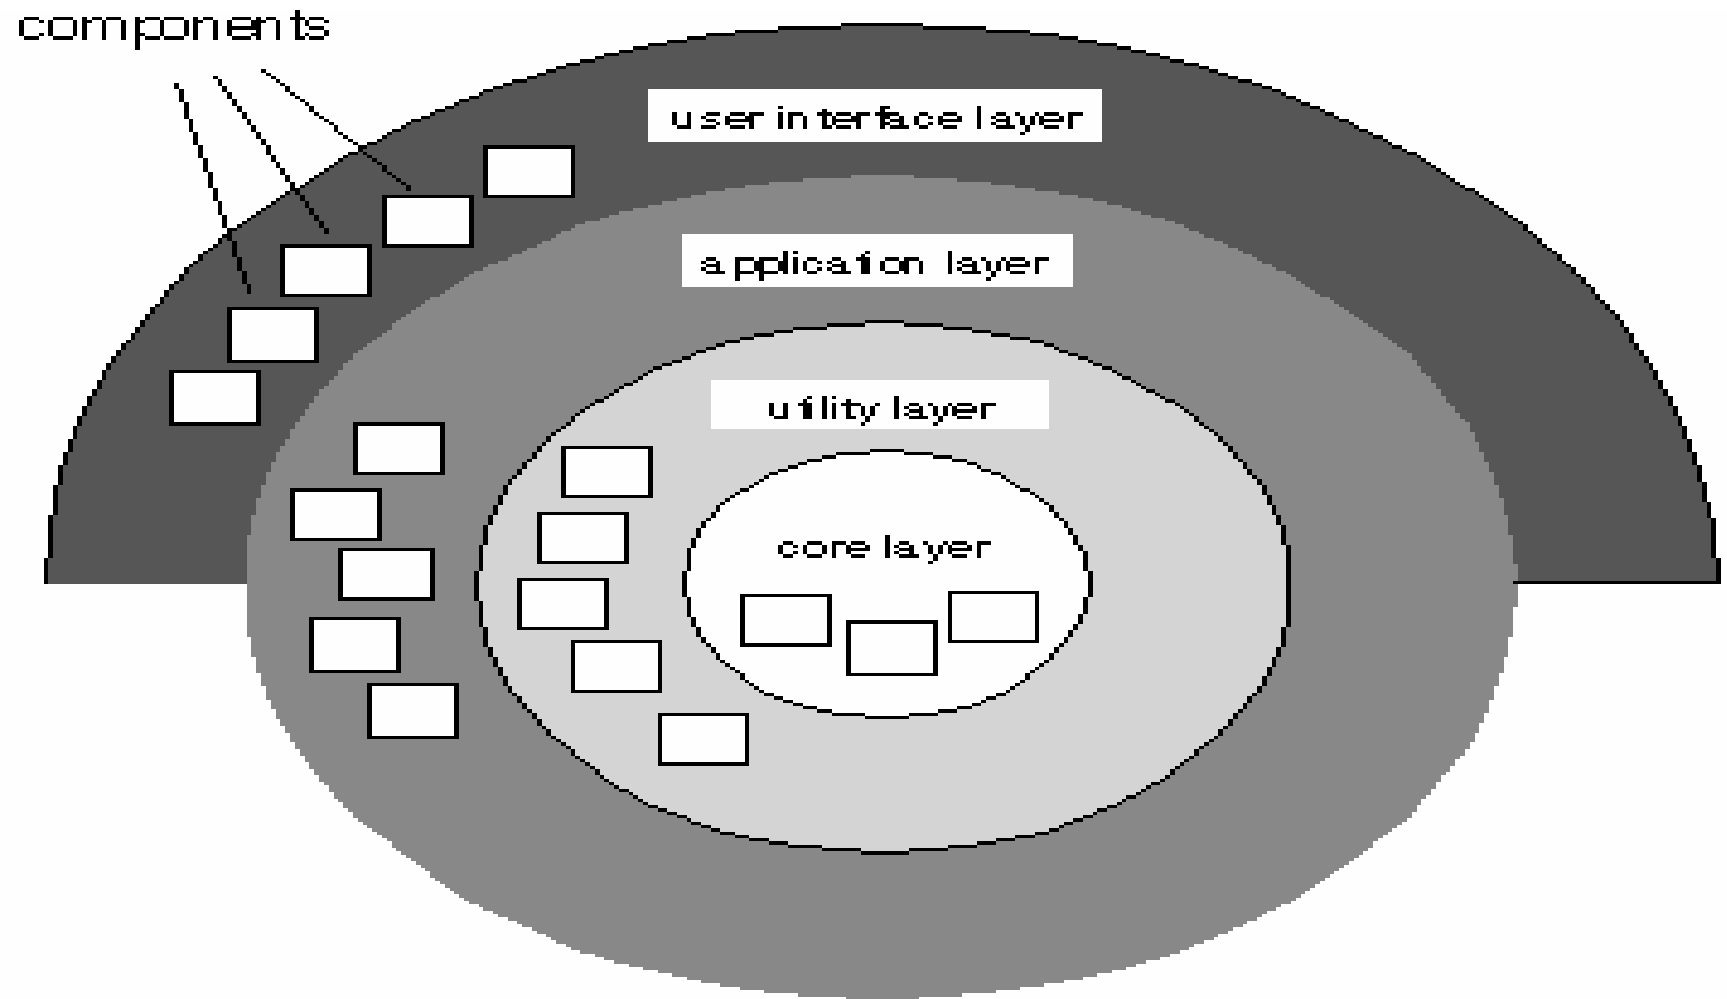 components
user interface layer
application layer
utility layer
core layer